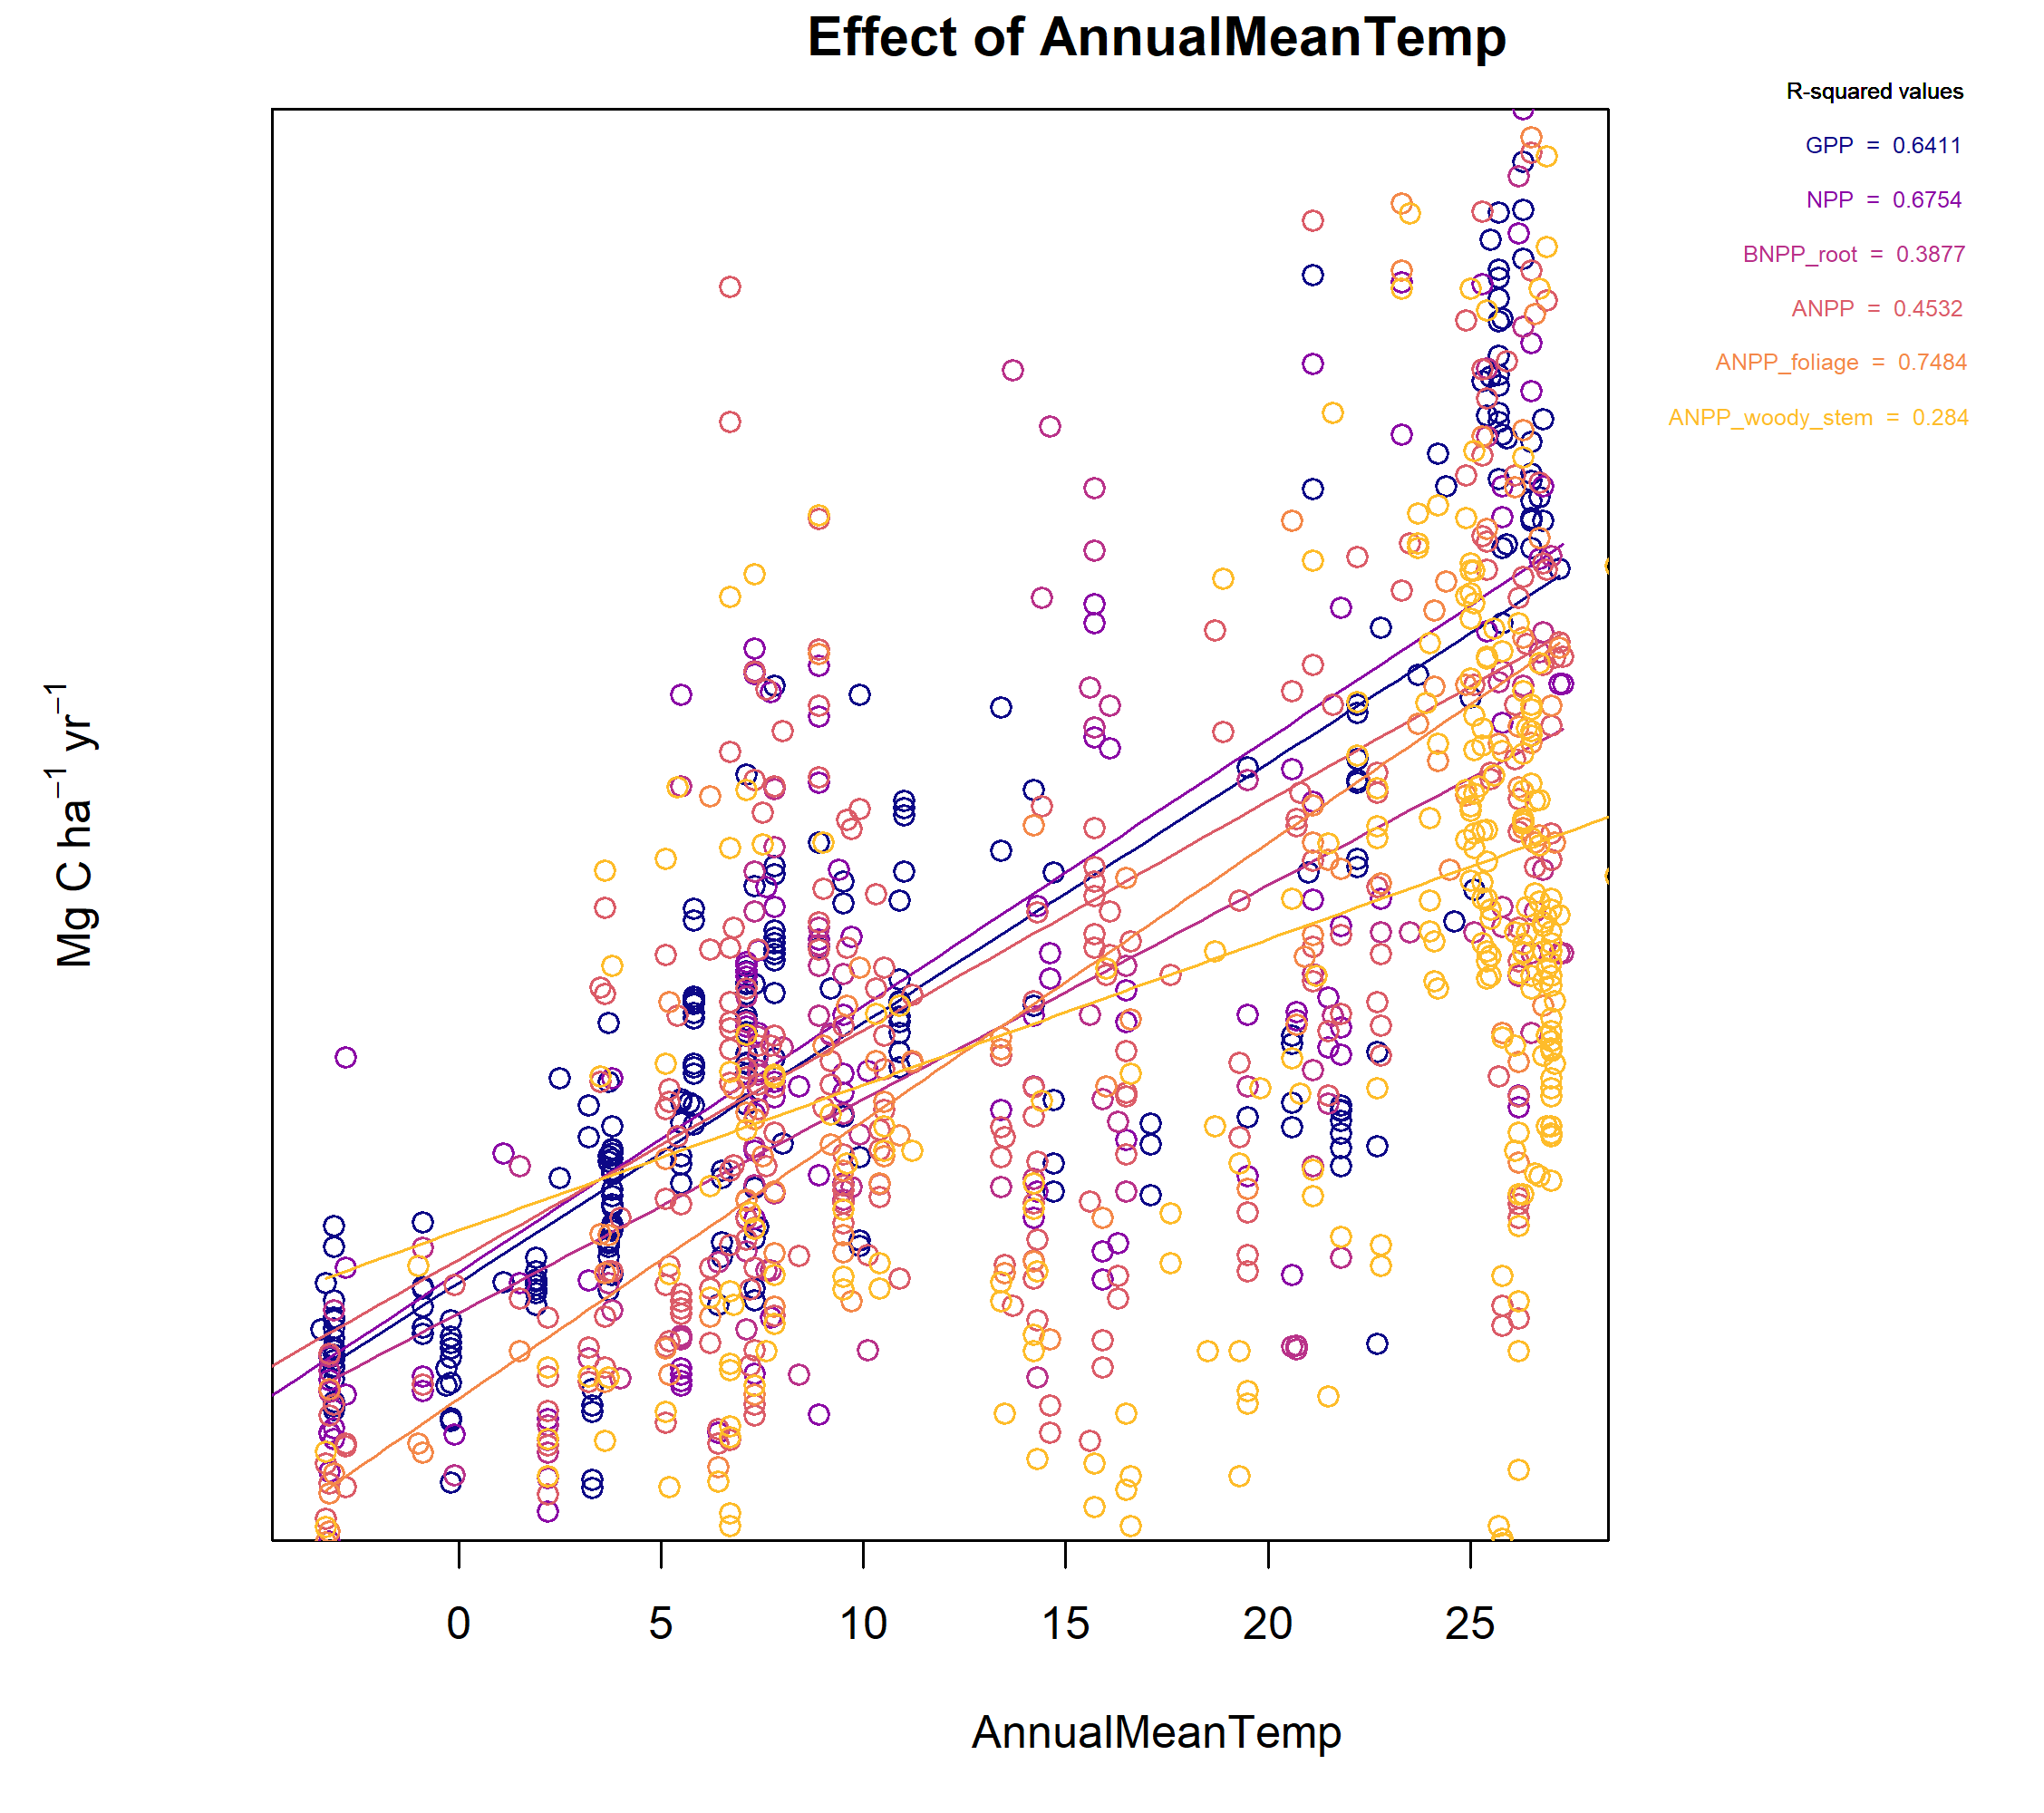 Effect of AnnualMeanTemp
R-squared values
GPP = 0.6411
NPP = 0.6754
BNPP_root = 0.3877
ANPP = 0.4532
ANPP_foliage = 0.7484
ANPP_woody_stem = 0.284
Mg C ha⁻¹ yr⁻¹
0 5 10 15 20 25
AnnualMeanTemp